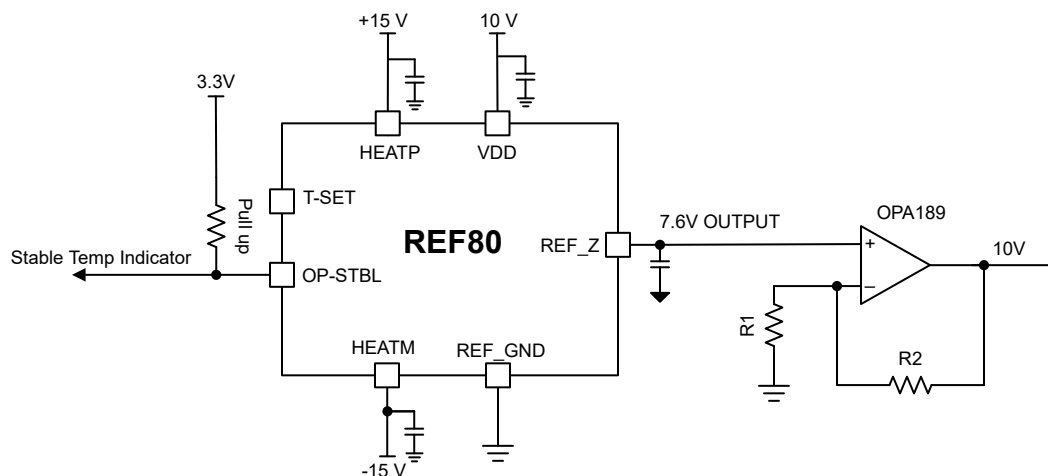 +15 V
10 V
3.3V
HEATP
VDD
T-SET
Pull up
REF80
REF_Z
7.6V OUTPUT
OPA189
+
10V
Stable Temp Indicator
OP-STBL
–
R1
HEATM
REF_GND
R2
-15 V